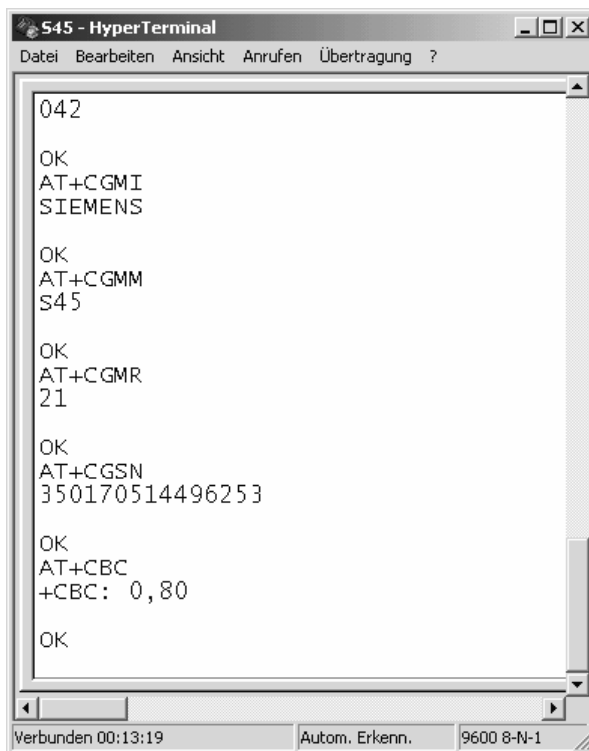 S45 - HyperTerminal
Datei Bearbeiten Ansicht Anrufen Übertragung ?
042
OK
AT+CGMI
SIEMENS
OK
AT+CGMM
S45
OK
AT+CGMR
21
OK
AT+CGSN
350170514496253
OK
AT+CBC
+CBC: 0,80
OK
Verbunden 00:13:19 Autom. Erkenn. 9600 8-N-1